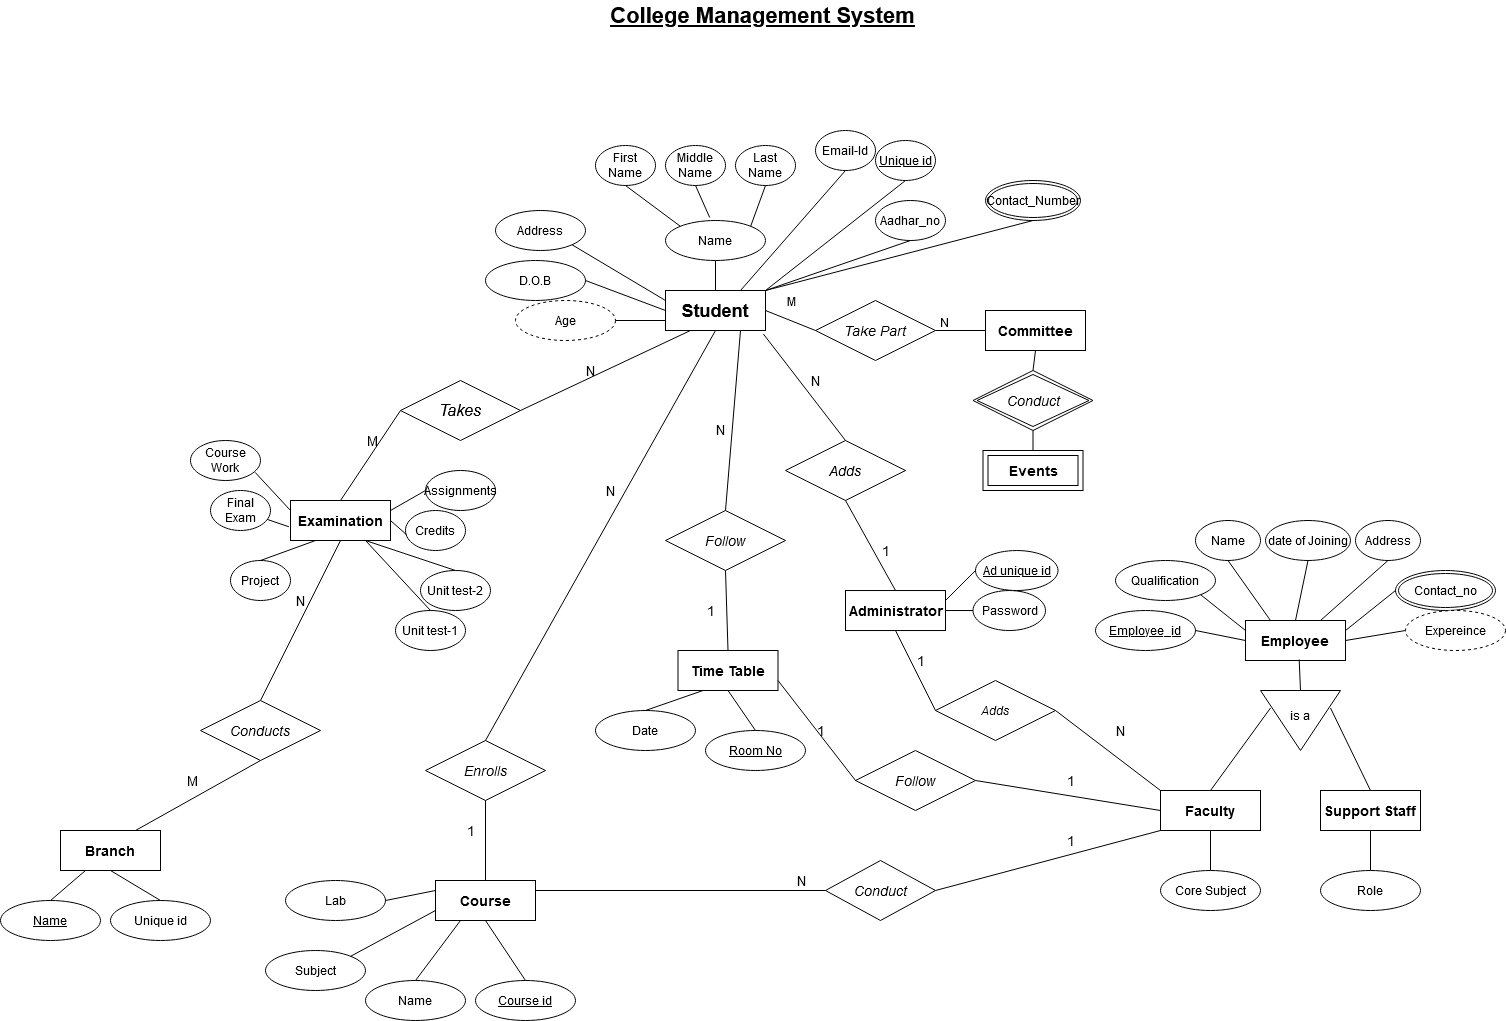 College Management System
First
Name
Middle
Name
Last
Name
Email-Id
Unique id
Contact_Number
Address
Name
Aadhar_no
D.O.B
Age
Student
M
Take Part
N
Committee
N
N
Conduct
Takes
M
N
N
Adds
Events
Course
Work
Assignments
Final
Exam
Examination
Credits
Follow
1
Name
date of Joining
Address
Project
Unit test-2
Ad unique id
Qualification
Contact_no
N
Unit test-1
1
Administrator
Password
Employee_id
Employee
Expereince
Time Table
1
Adds
is a
Conducts
Date
Room No
1
N
M
Enrolls
Follow
1
1
Faculty
Support Staff
Branch
1
N
Conduct
Core Subject
Role
Name
Unique id
Lab
Course
Subject
Name
Course id